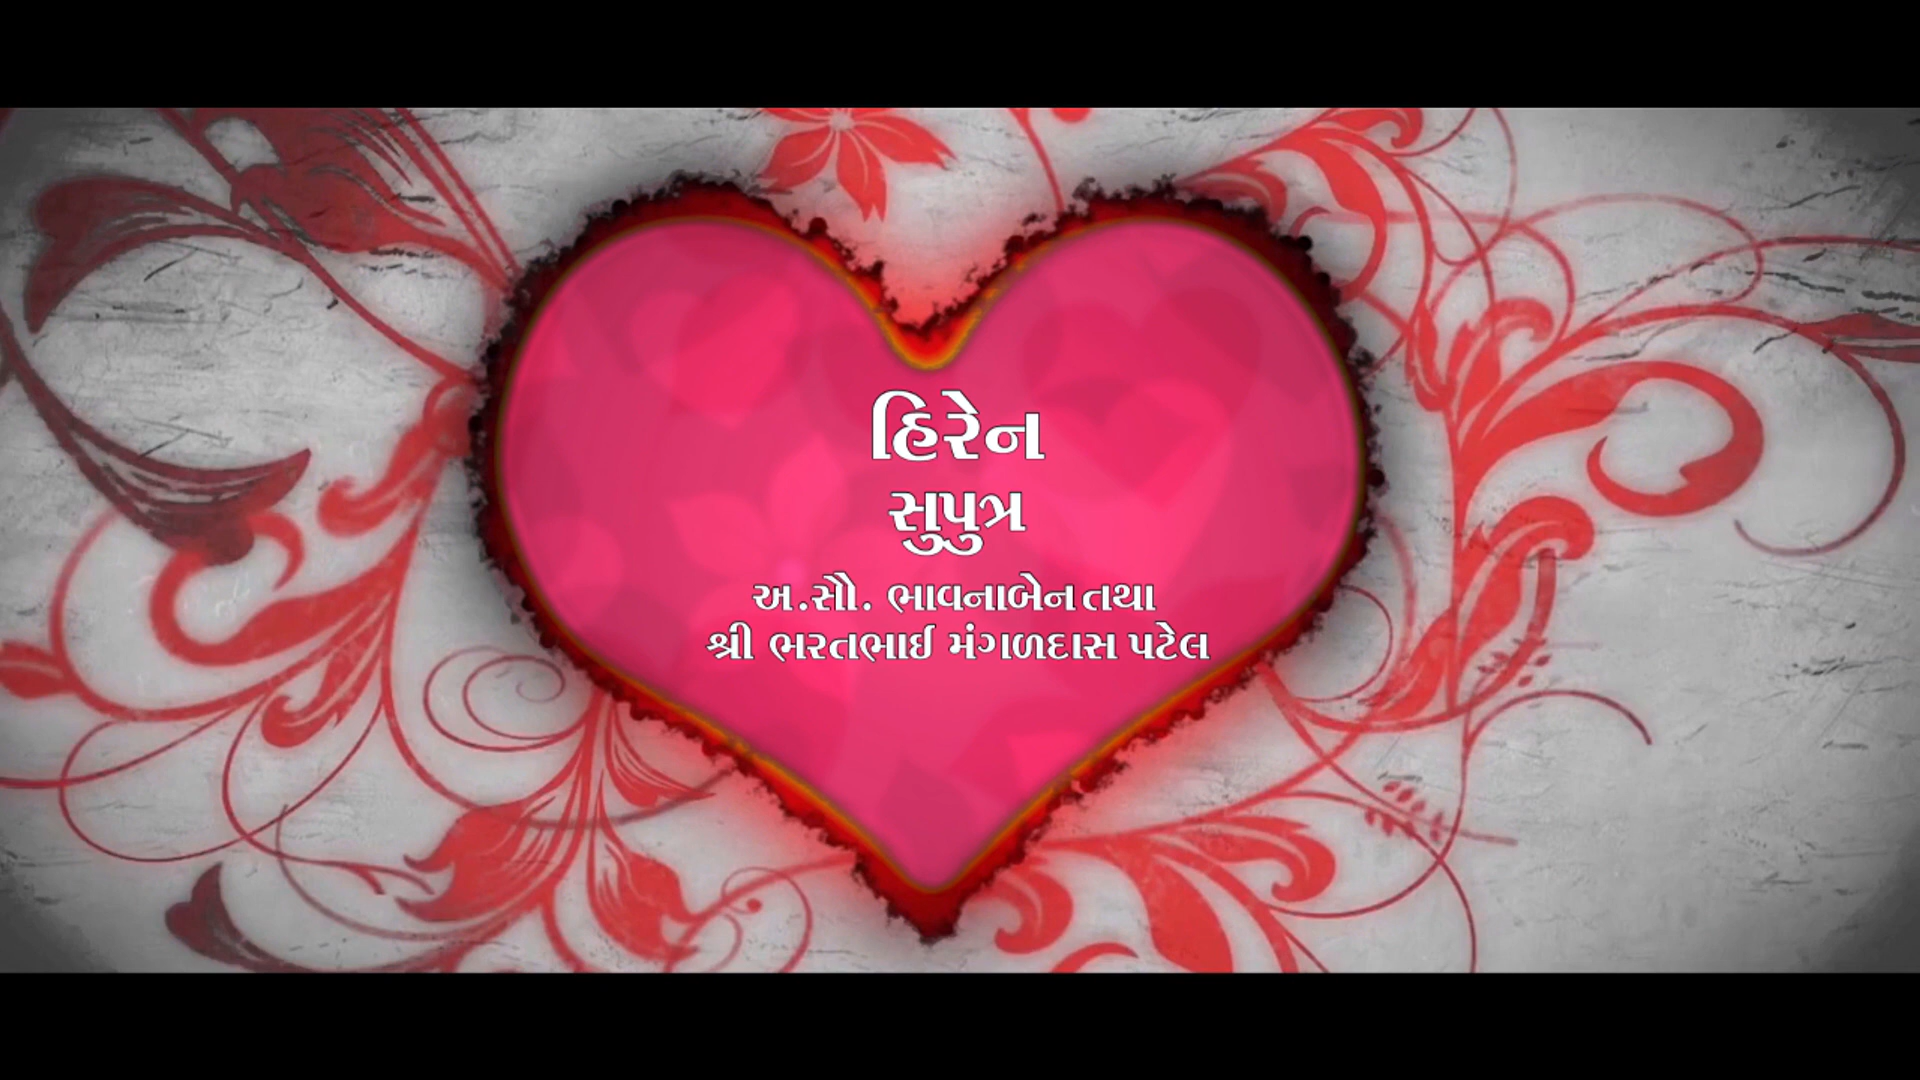 હિરેન
સુપુત્ર
અ.સૌ. ભાવનાબેન તથા
શ્રી ભરતભાઈ મંગળદાસ પટેલ